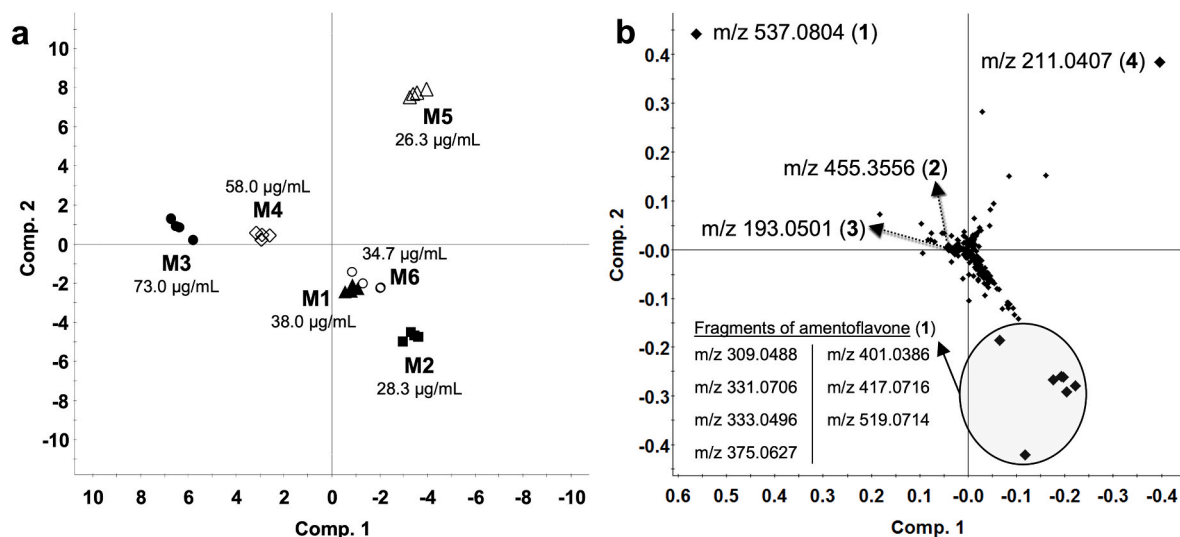 a
10
8
6
4
2
0
-2
-4
-6
-8
-10
Comp. 2
M5
26.3 µg/mL
58.0 µg/mL
M4
M3
73.0 µg/mL
34.7 µg/mL
M6
M1
38.0 µg/mL
M2
28.3 µg/mL
10 8 6 4 2 0 -2 -4 -6 -8 -10
Comp. 1
b
0.4
0.3
0.2
0.1
-0.0
-0.1
-0.2
-0.3
-0.4
Comp. 2
m/z 537.0804 (1)
m/z 211.0407 (4)
m/z 455.3556 (2)
m/z 193.0501 (3)
Fragments of amentoflavone (1)
m/z 309.0488 m/z 401.0386
m/z 331.0706 m/z 417.0716
m/z 333.0496 m/z 519.0714
m/z 375.0627
0.6 0.5 0.4 0.3 0.2 0.1 -0.0 -0.1 -0.2 -0.3 -0.4
Comp. 1